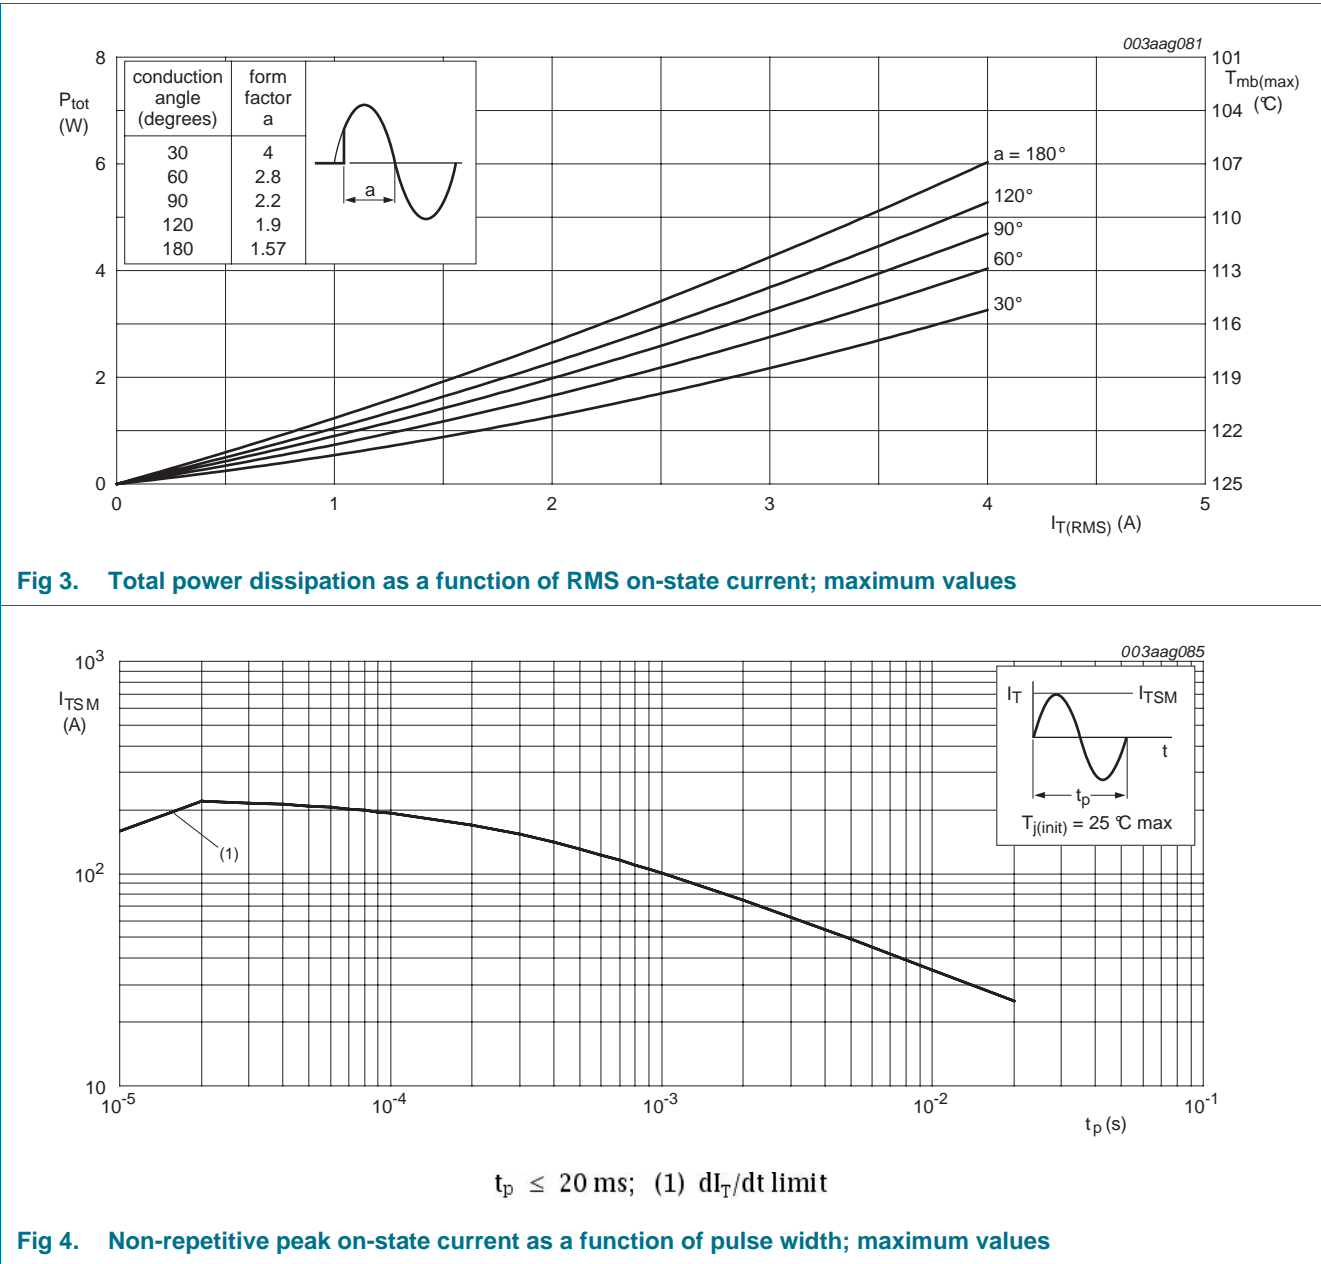 003aag081
8
101
Ptot
(W)
Tmb(max)
(°C)
conduction
angle
(degrees)
form
factor
a
30 4
60 2.8
90 2.2
120 1.9
180 1.57
a
104
6
107
110
4
113
116
2
119
122
0
125
a = 180°
120°
90°
60°
30°
0 1 2 3 4 5
IT(RMS) (A)
Fig 3. Total power dissipation as a function of RMS on-state current; maximum values
003aag085
10³
ITSM
(A)
IT
ITSM
t
tp
Tj(init) = 25 °C max
(1)
10²
10
10⁻⁵ 10⁻⁴ 10⁻³ 10⁻² 10⁻¹
tp (s)
tp ≤ 20 ms; (1) dIT/dt limit
Fig 4. Non-repetitive peak on-state current as a function of pulse width; maximum values